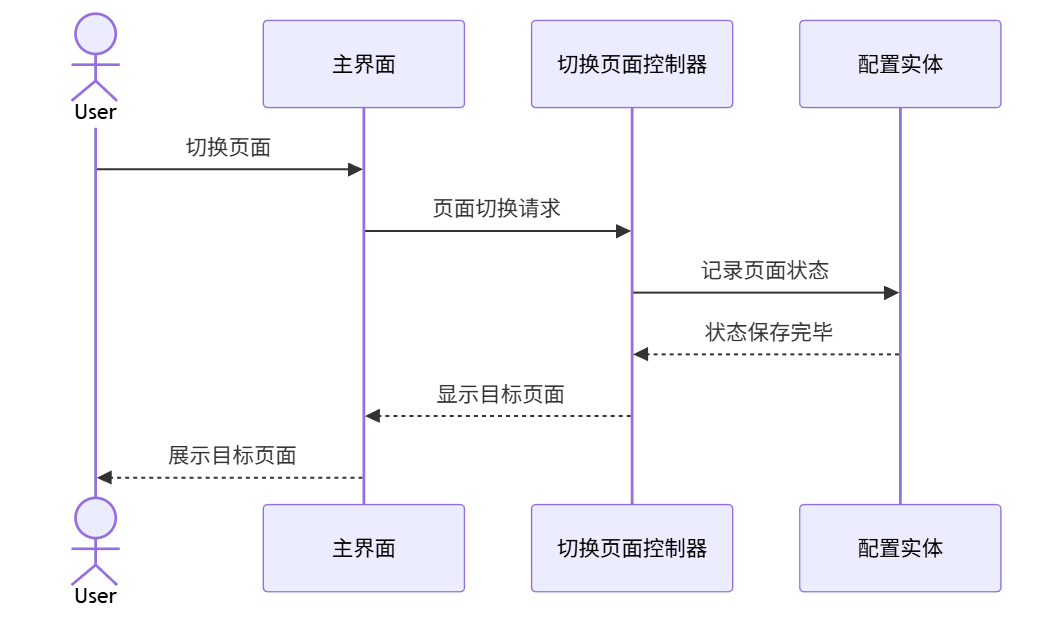 User
主界面
切换页面控制器
配置实体
切换页面
页面切换请求
记录页面状态
状态保存完毕
显示目标页面
展示目标页面
User
主界面
切换页面控制器
配置实体